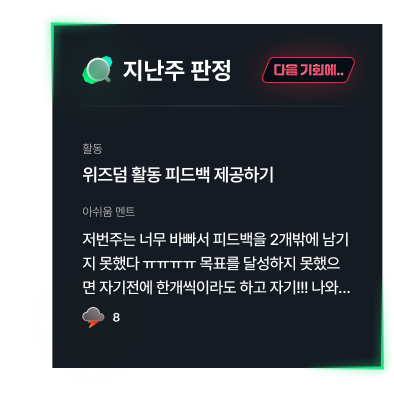 지난주 판정
다음 기회에..
활동
위즈덤 활동 피드백 제공하기
아쉬움 멘트
저번주는 너무 바빠서 피드백을 2개밖에 남기
지 못했다 ㅠㅠㅠㅠ 목표를 달성하지 못했으
면 자기전에 한개씩이라도 하고 자기!!! 나와...
8